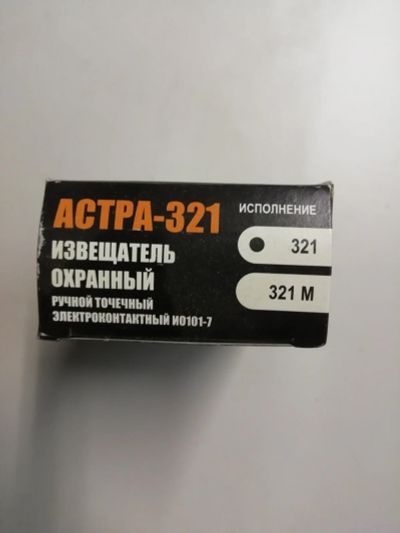 АСТРА-321
ИЗВЕЩАТЕЛЬ
ОХРАННЫЙ
РУЧНОЙ ТОЧЕЧНЫЙ
ЭЛЕКТРОКОНТАКТНЫЙ ИО101-7
ИСПОЛНЕНИЕ
321
321 М